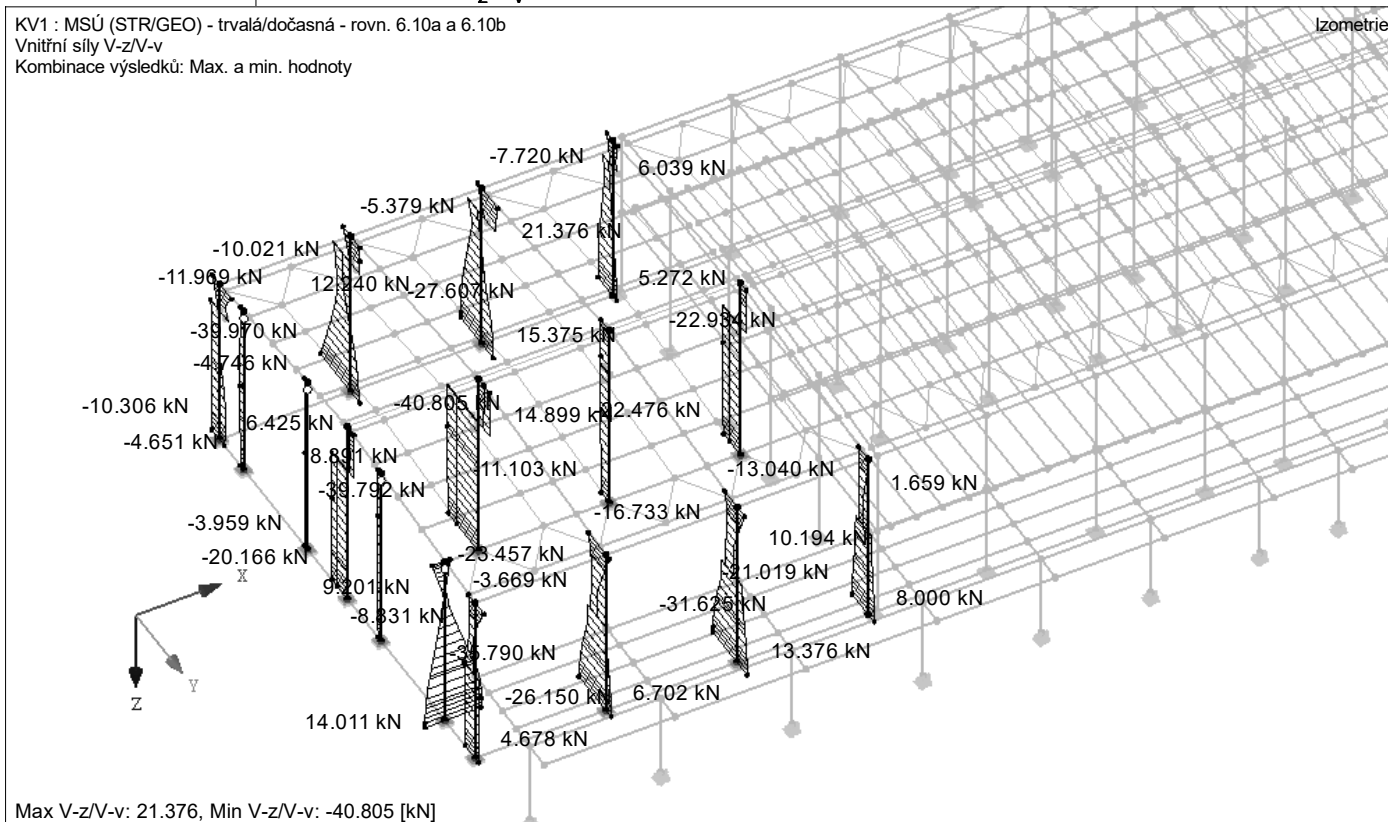 KV1 : MSÚ (STR/GEO) - trvalá/dočasná - rovn. 6.10a a 6.10b
Izometrie
Vnitřní síly V-z/V-v
Kombinace výsledků: Max. a min. hodnoty
-7.720 kN
6.039 kN
-5.379 kN
21.376 kN
-10.021 kN
-11.969 kN
12.240 kN
-27.607 kN
5.272 kN
-39.970 kN
15.375 kN
-22.934 kN
-4.746 kN
-10.306 kN
-40.805 kN
14.899 kN
-22.476 kN
6.425 kN
-4.651 kN
8.891 kN
-11.103 kN
-13.040 kN
1.659 kN
-39.792 kN
-3.959 kN
-16.733 kN
10.194 kN
-20.166 kN
-23.457 kN
-3.669 kN
-21.019 kN
9.201 kN
-31.625 kN
8.000 kN
-8.831 kN
-35.790 kN
13.376 kN
-26.150 kN
6.702 kN
14.011 kN
4.678 kN
X
Y
Z
Max V-z/V-v: 21.376, Min V-z/V-v: -40.805 [kN]